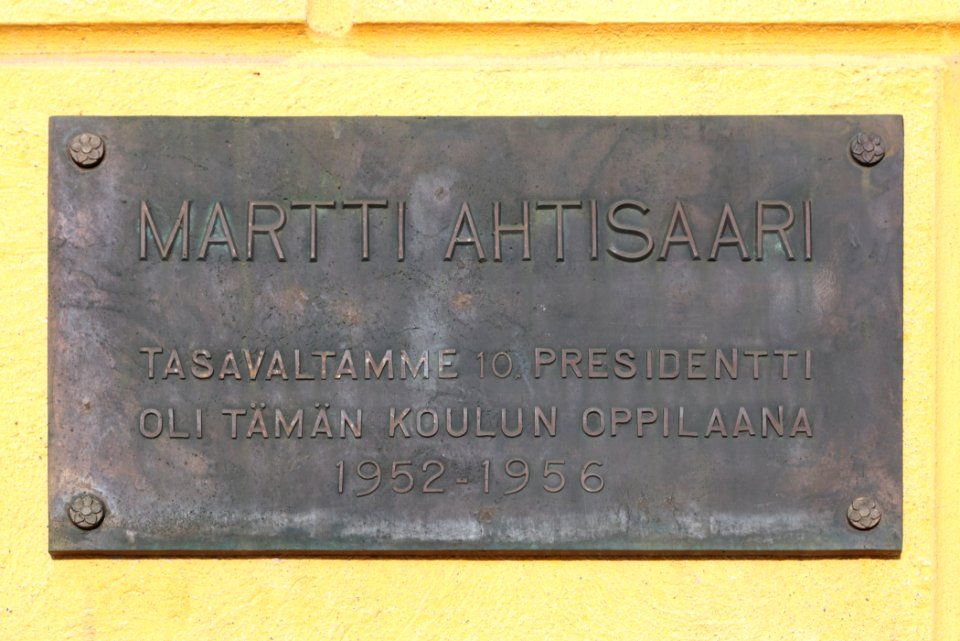 MARTTI AHTISAARI
TASAVALTAMME 10. PRESIDENTTI
OLI TÄMÄN KOULUN OPPILAANA
1952-1956